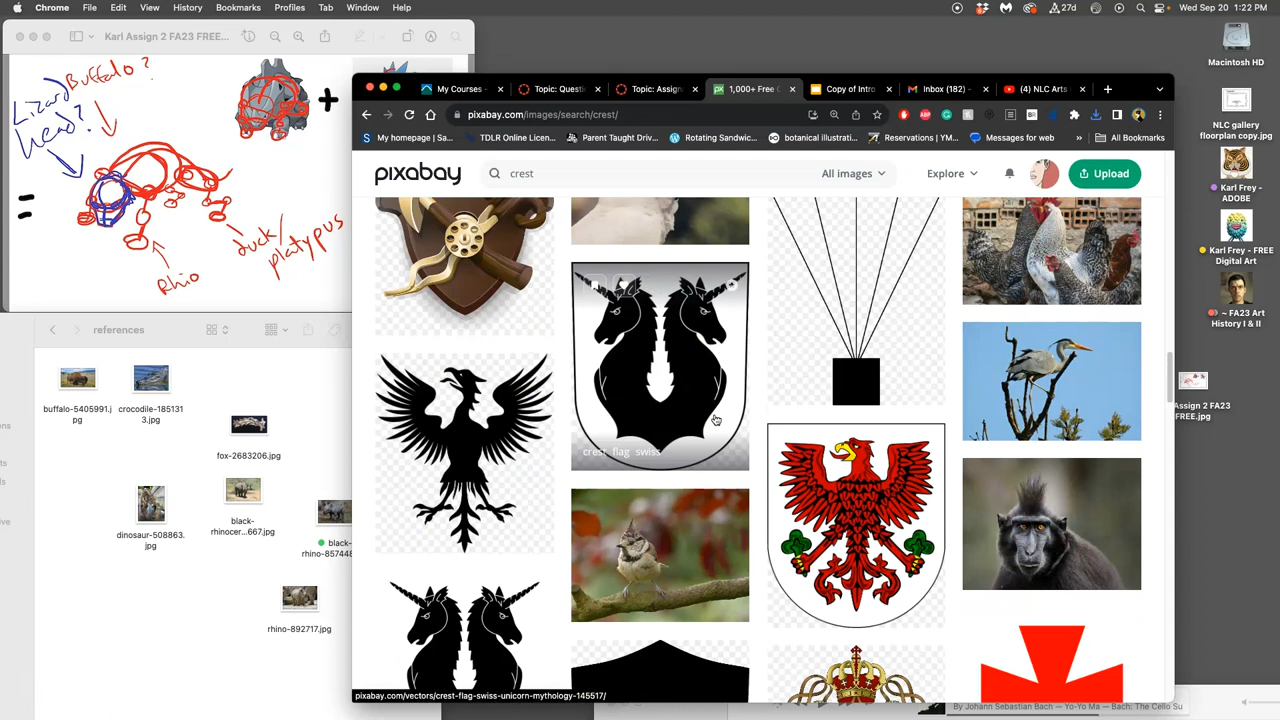 Chrome File Edit View History Bookmarks Profiles Tab Window Help 27d Wed Sep 20 1:22 PM
Karl Assign 2 FA23 FREE...
Lizard head?
Buffalo?
+
=
duck/
platypus
Rhio
references
buffalo-5405991.j
pg
crocodile-185131
3.jpg
fox-2683206.jpg
dinosaur-508863.
jpg
black-
rhinocer...667.jpg
black-
rhino-857448
rhino-892717.jpg
My Courses - Topic: Questi Topic: Assign 1,000+ Free C Copy of Intro Inbox (182) - (4) NLC Arts
pixabay.com/images/search/crest/
My homepage | Sa... TDLR Online Licen... Parent Taught Driv... Rotating Sandwic... botanical illustrati... Reservations | YM... Messages for web All Bookmarks
pixabay crest All images Explore Upload
crest flag swiss
pixabay.com/vectors/crest-flag-swiss-unicorn-mythology-145517/
By Johann Sebastian Bach — Yo-Yo Ma — Bach: The Cello Su
Macintosh HD
NLC gallery
floorplan copy.jpg
Karl Frey -
ADOBE
Karl Frey - FREE
Digital Art
~ FA23 Art
History I & II
Assign 2 FA23
FREE.jpg